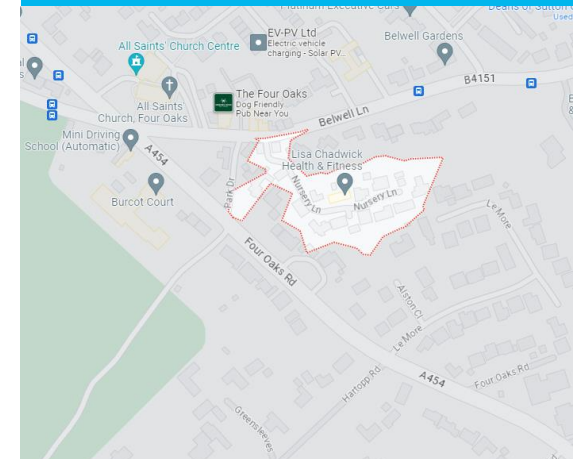 Platinum Executive Cars
Deans of Sutton C
Used
EV-PV Ltd
Electric vehicle
charging - Solar PV...
Belwell Gardens
All Saints' Church Centre
B4151
The Four Oaks
Dog Friendly
Pub Near You
Belwell Ln
All Saints
Church, Four Oaks
Mini Driving
School (Automatic)
A454
Lisa Chadwick
Health & Fitness
Burcot Court
Park Dr
Nursery Ln
Nursery Ln
Le More
Four Oaks Rd
Alston Cl
Le More
A454
Hartopp Rd
Four Oaks Rd
Greensleeves